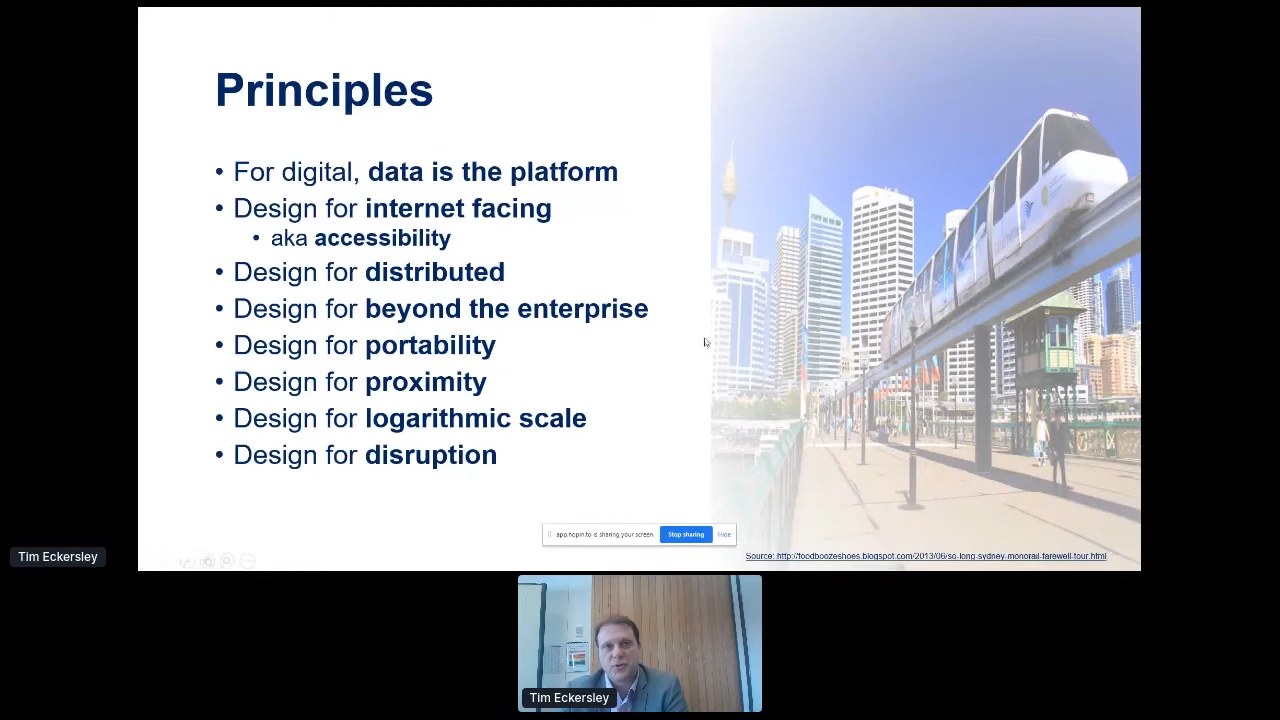 Principles
• For digital, data is the platform
• Design for internet facing
• aka accessibility
• Design for distributed
• Design for beyond the enterprise
• Design for portability
• Design for proximity
• Design for logarithmic scale
• Design for disruption
app.hopin.to is sharing your screen. Stop sharing Hide
Source: http://foodboozeshoes.blogspot.com/2013/06/so-long-sydney-monorail-farewell-tour.html
Tim Eckersley
Tim Eckersley